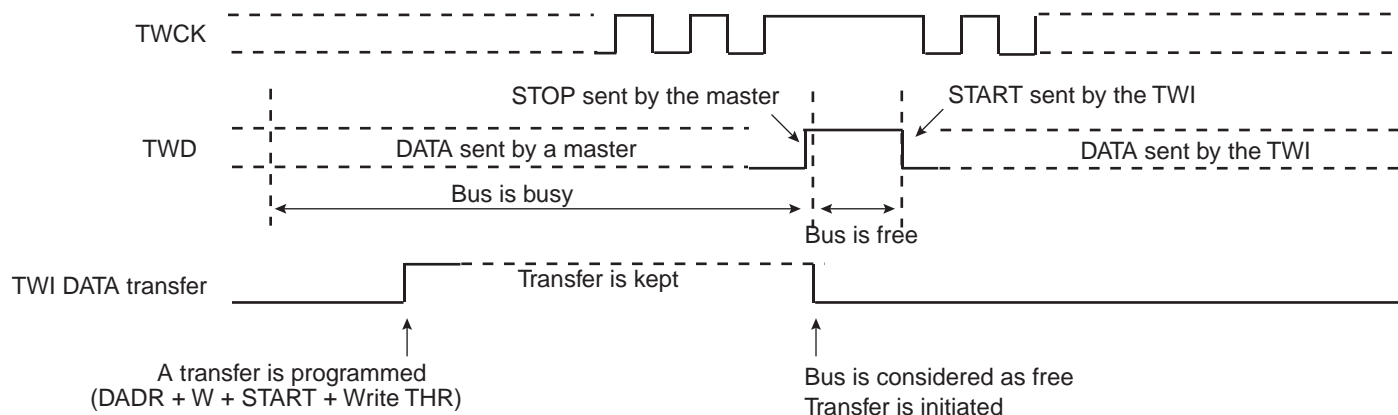 TWCK
STOP sent by the master
START sent by the TWI
TWD
DATA sent by a master
DATA sent by the TWI
Bus is busy
Bus is free
TWI DATA transfer
Transfer is kept
A transfer is programmed
(DADR + W + START + Write THR)
Bus is considered as free
Transfer is initiated